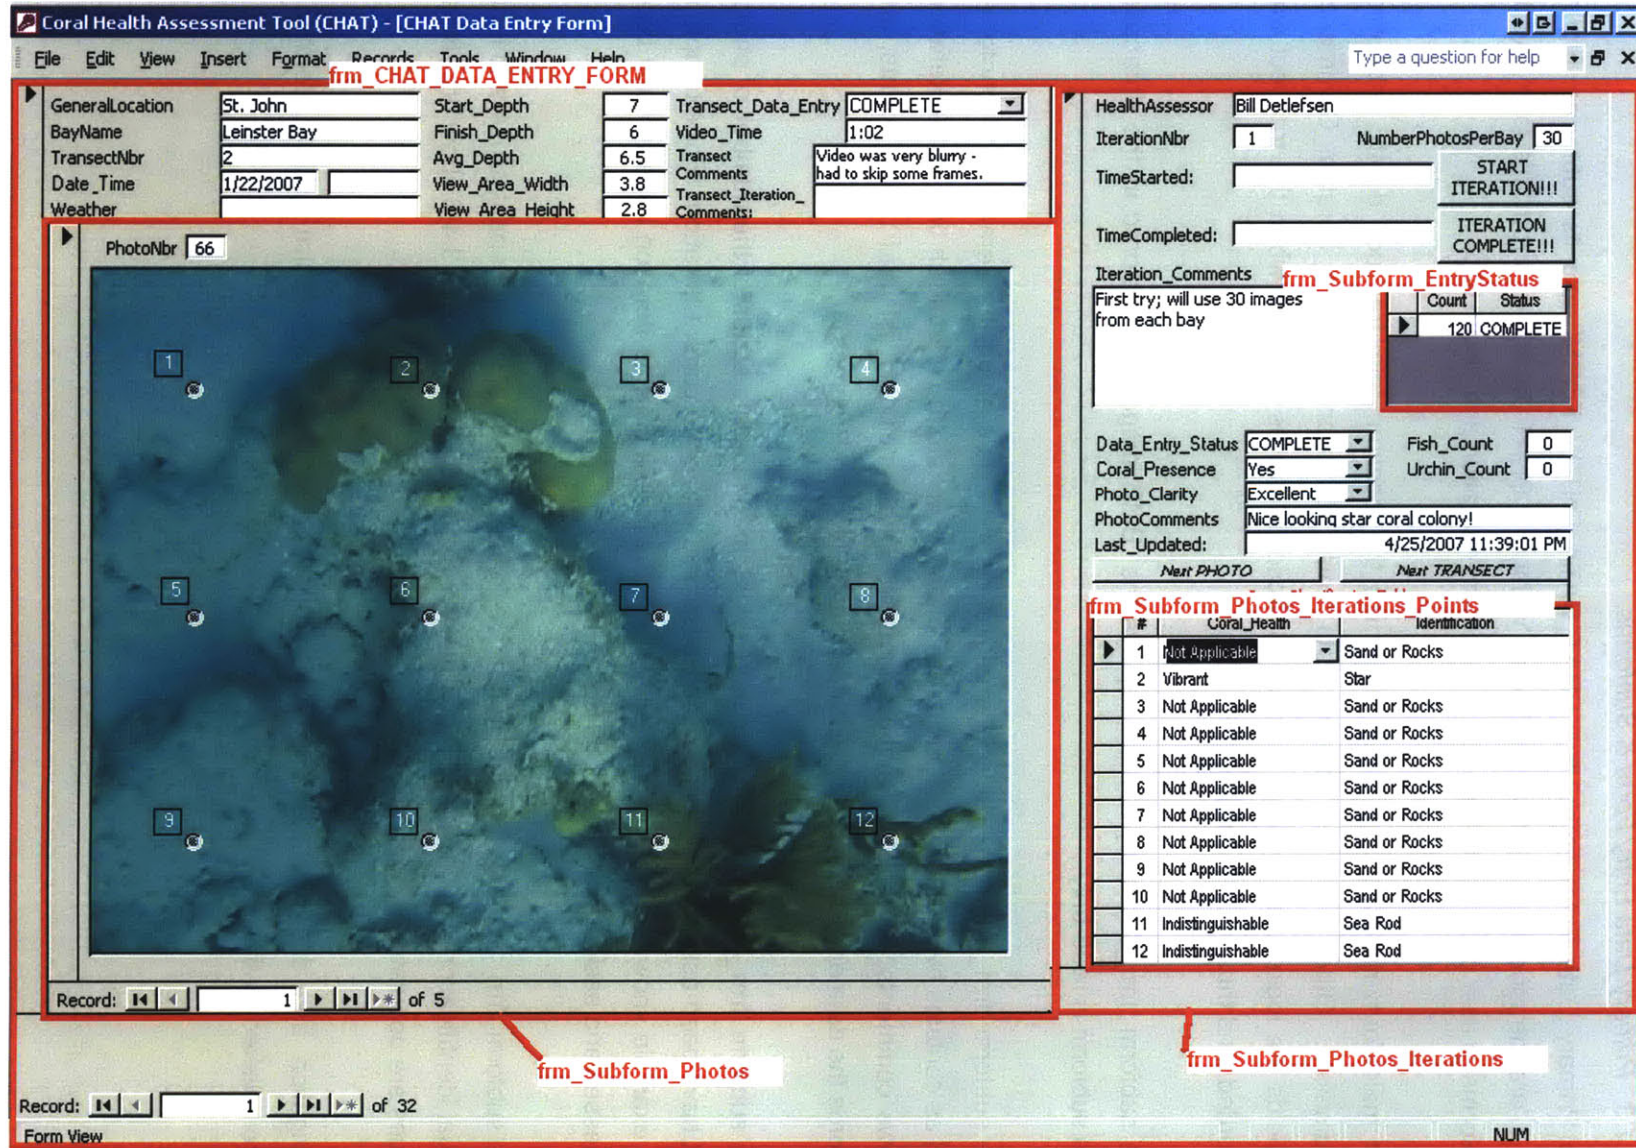 Coral Health Assessment Tool (CHAT) - [CHAT Data Entry Form]
File Edit View Insert Format Records Tools Window Help
Type a question for help
frm_CHAT_DATA_ENTRY_FORM
GeneralLocation St. John
BayName Leinster Bay
TransectNbr 2
Date_Time 1/22/2007
Weather
Start_Depth 7
Finish_Depth 6
Avg_Depth 6.5
View_Area_Width 3.8
View_Area_Height 2.8
Transect_Data_Entry COMPLETE
Video_Time 1:02
Transect
Comments
Video was very blurry -
had to skip some frames.
Transect_Iteration_
Comments:
HealthAssessor Bill Detlefsen
IterationNbr 1 NumberPhotosPerBay 30
TimeStarted:
START
ITERATION!!!
TimeCompleted:
ITERATION
COMPLETE!!!
Iteration_Comments
First try; will use 30 images
from each bay
frm_Subform_EntryStatus
Count Status
120 COMPLETE
PhotoNbr 66
1 2 3 4
5 6 7 8
9 10 11 12
Record: 1 of 5
Data_Entry_Status COMPLETE Fish_Count 0
Coral_Presence Yes Urchin_Count 0
Photo_Clarity Excellent
PhotoComments Nice looking star coral colony!
Last_Updated: 4/25/2007 11:39:01 PM
Next PHOTO Next TRANSECT
frm_Subform_Photos_Iterations_Points
# Coral_Health Identification
1 Not Applicable Sand or Rocks
2 Vibrant Star
3 Not Applicable Sand or Rocks
4 Not Applicable Sand or Rocks
5 Not Applicable Sand or Rocks
6 Not Applicable Sand or Rocks
7 Not Applicable Sand or Rocks
8 Not Applicable Sand or Rocks
9 Not Applicable Sand or Rocks
10 Not Applicable Sand or Rocks
11 Indistinguishable Sea Rod
12 Indistinguishable Sea Rod
frm_Subform_Photos
frm_Subform_Photos_Iterations
Record: 1 of 32
Form View NUM